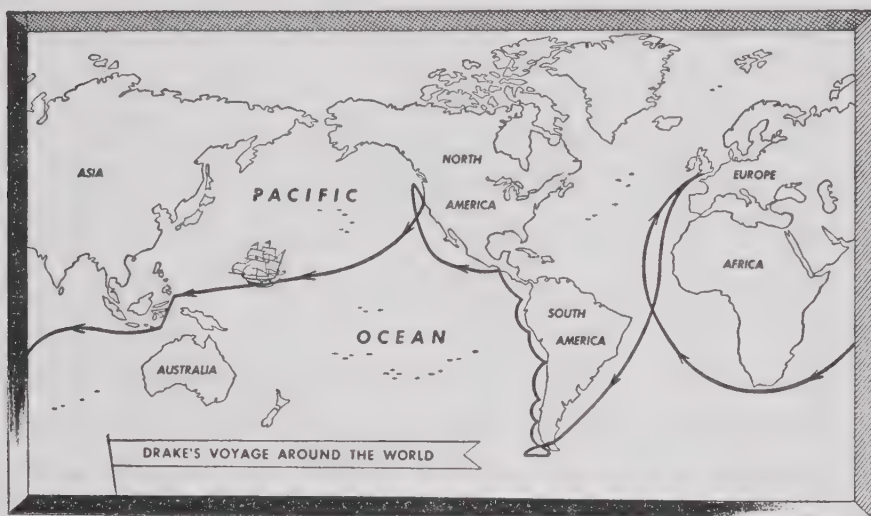 ASIA
PACIFIC
NORTH
AMERICA
EUROPE
AFRICA
OCEAN
SOUTH
AMERICA
AUSTRALIA
DRAKE'S VOYAGE AROUND THE WORLD